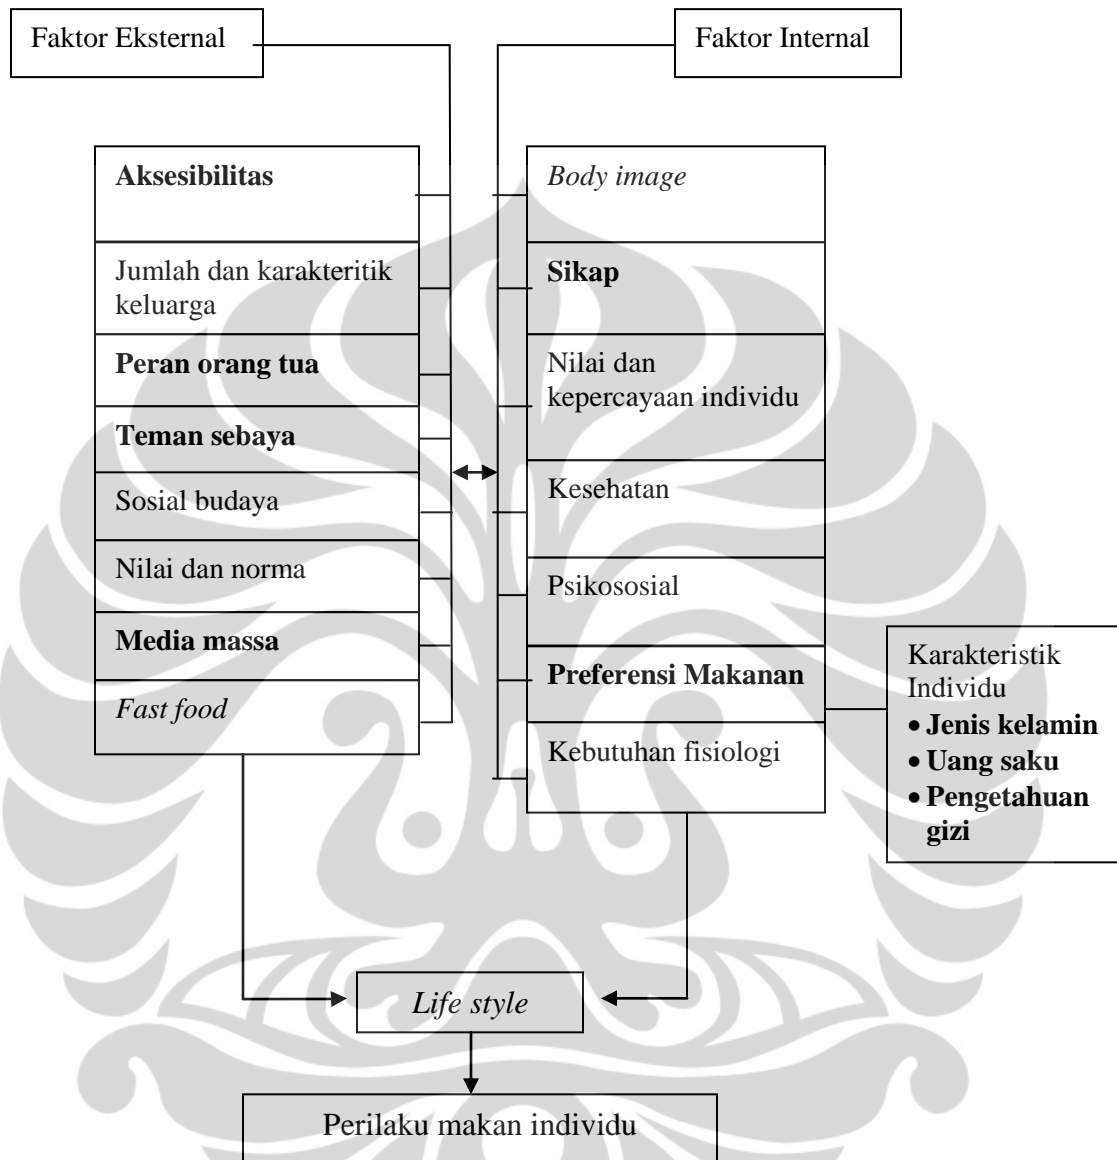 Faktor Eksternal
Faktor Internal
Aksesibilitas
Jumlah dan karakteritik
keluarga
Peran orang tua
Teman sebaya
Sosial budaya
Nilai dan norma
Media massa
Fast food
Body image
Sikap
Nilai dan
kepercayaan individu
Kesehatan
Psikososial
Preferensi Makanan
Kebutuhan fisiologi
Karakteristik
Individu
• Jenis kelamin
• Uang saku
• Pengetahuan
gizi
Life style
Perilaku makan individu